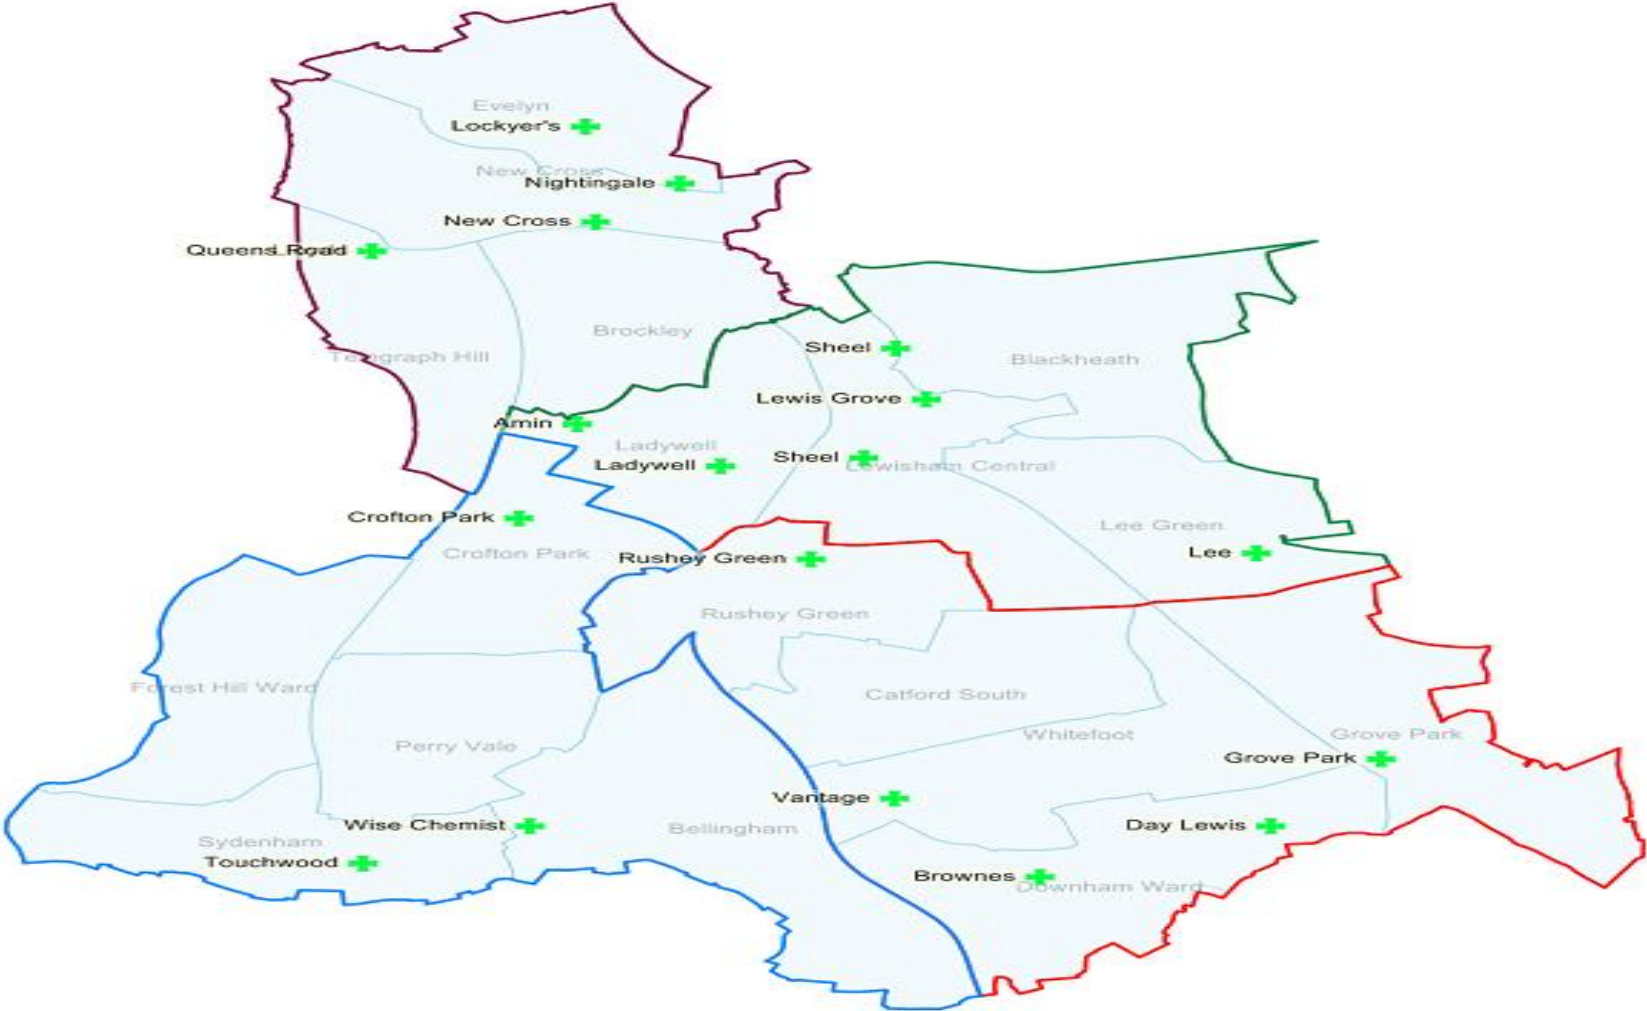 Evelyn
Lockyer's
New Cross
Nightingale
New Cross
Queens Road
Brockley
Telegraph Hill
Sheel
Blackheath
Lewis Grove
Amin
Ladywell
Ladywell
Sheel
Lewisham Central
Crofton Park
Lee Green
Crofton Park
Rushey Green
Lee
Rushey Green
Forest Hill Ward
Catford South
Perry Vale
Whitefoot
Grove Park
Grove Park
Vantage
Wise Chemist
Bellingham
Day Lewis
Sydenham
Touchwood
Brownes
Downham Ward